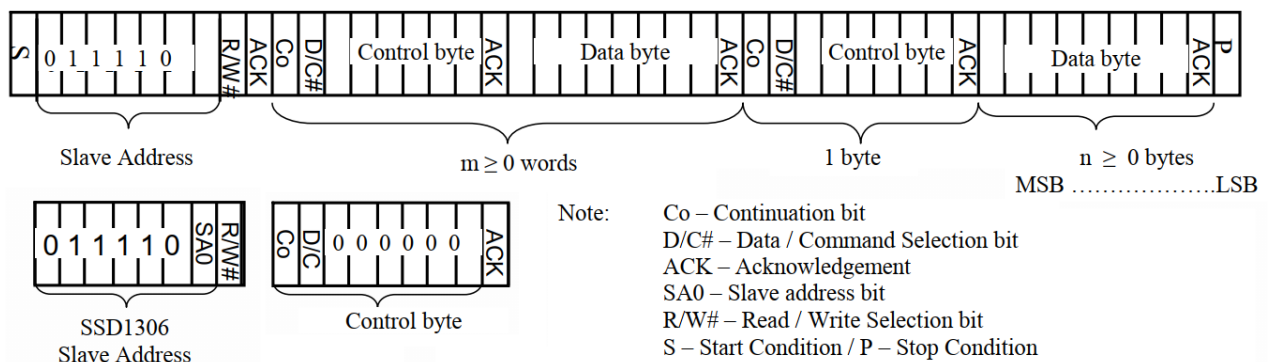 S 0 1 1 1 1 0 R/W# ACK Co D/C# Control byte ACK Data byte ACK Co D/C# Control byte ACK Data byte ACK P
Slave Address
m ≥ 0 words
1 byte
n ≥ 0 bytes
MSB ………………….LSB
0 1 1 1 1 0 SA0 R/W#
SSD1306
Slave Address
Co D/C 0 0 0 0 0 0 ACK
Control byte
Note:
Co – Continuation bit
D/C# – Data / Command Selection bit
ACK – Acknowledgement
SA0 – Slave address bit
R/W# – Read / Write Selection bit
S – Start Condition / P – Stop Condition